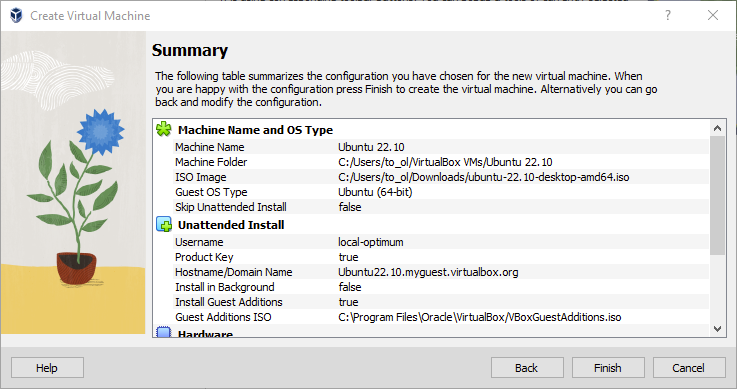 Create Virtual Machine
Summary
The following table summarizes the configuration you have chosen for the new virtual machine. When
you are happy with the configuration press Finish to create the virtual machine. Alternatively you can go
back and modify the configuration.
Machine Name and OS Type
Machine Name Ubuntu 22.10
Machine Folder C:/Users/to_ol/VirtualBox VMs/Ubuntu 22.10
ISO Image C:/Users/to_ol/Downloads/ubuntu-22.10-desktop-amd64.iso
Guest OS Type Ubuntu (64-bit)
Skip Unattended Install false
Unattended Install
Username local-optimum
Product Key true
Hostname/Domain Name Ubuntu22.10.myguest.virtualbox.org
Install in Background false
Install Guest Additions true
Guest Additions ISO C:\Program Files\Oracle\VirtualBox/VBoxGuestAdditions.iso
Hardware
Help Back Finish Cancel